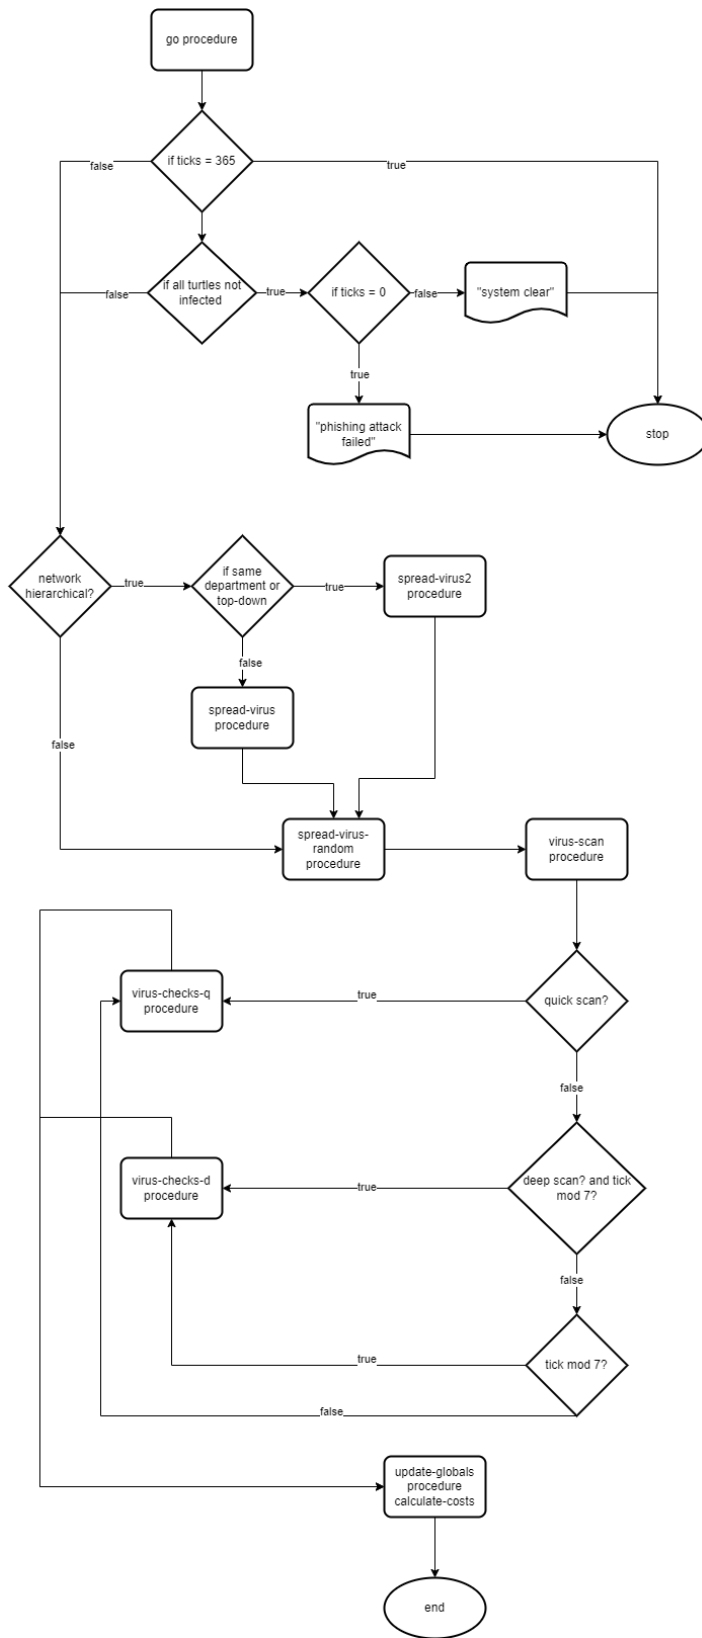 go procedure
if ticks = 365
false
true
if all turtles not
infected
false
true
if ticks = 0
false
"system clear"
true
"phishing attack
failed"
stop
network
hierarchical?
true
if same
department or
top-down
true
spread-virus2
procedure
false
spread-virus
procedure
false
spread-virus-
random
procedure
virus-scan
procedure
virus-checks-q
procedure
true
quick scan?
false
virus-checks-d
procedure
true
deep scan? and tick
mod 7?
false
true
tick mod 7?
false
update-globals
procedure
calculate-costs
end